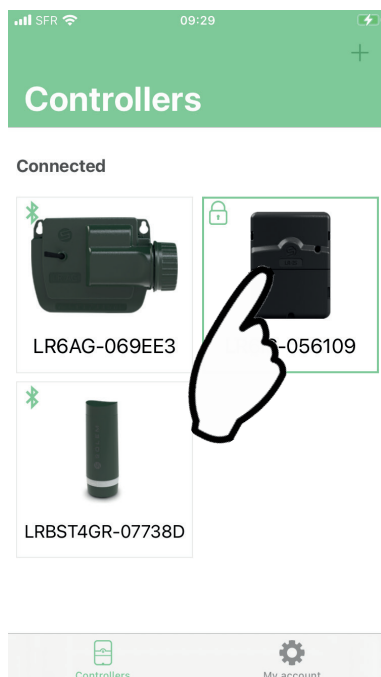 SFR
09:29
Controllers
Connected
LR6AG-069EE3
-056109
LRBST4GR-07738D
Controllers
My account